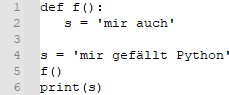 1 def f():
2     s = 'mir auch'
3
4 s = 'mir gefällt Python'
5 f()
6 print(s)